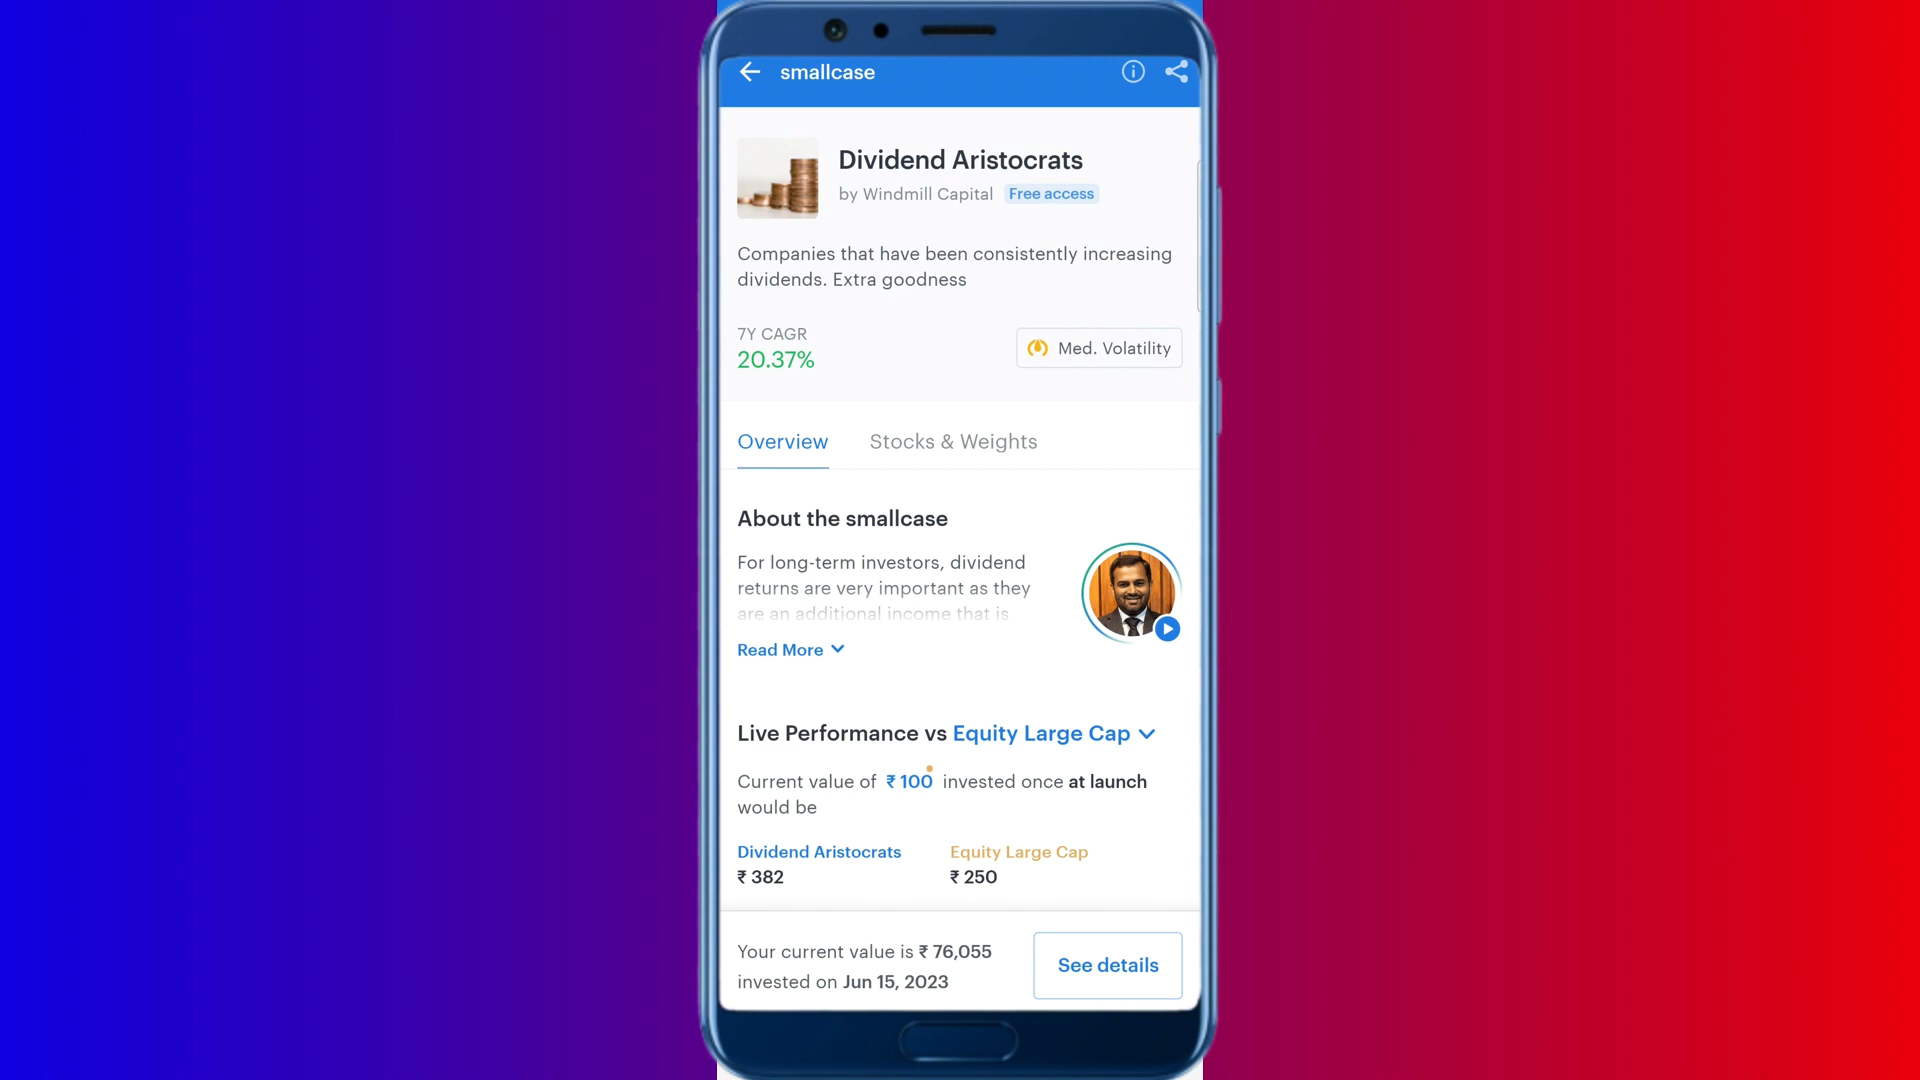 smallcase
Dividend Aristocrats
by Windmill Capital Free access
Companies that have been consistently increasing
dividends. Extra goodness
7Y CAGR
20.37%
Med. Volatility
Overview Stocks & Weights
About the smallcase
For long-term investors, dividend
returns are very important as they
are an additional income that is
Read More
Live Performance vs Equity Large Cap
Current value of ₹ 100 invested once at launch
would be
Dividend Aristocrats Equity Large Cap
₹ 382 ₹ 250
Your current value is ₹ 76,055
invested on Jun 15, 2023
See details